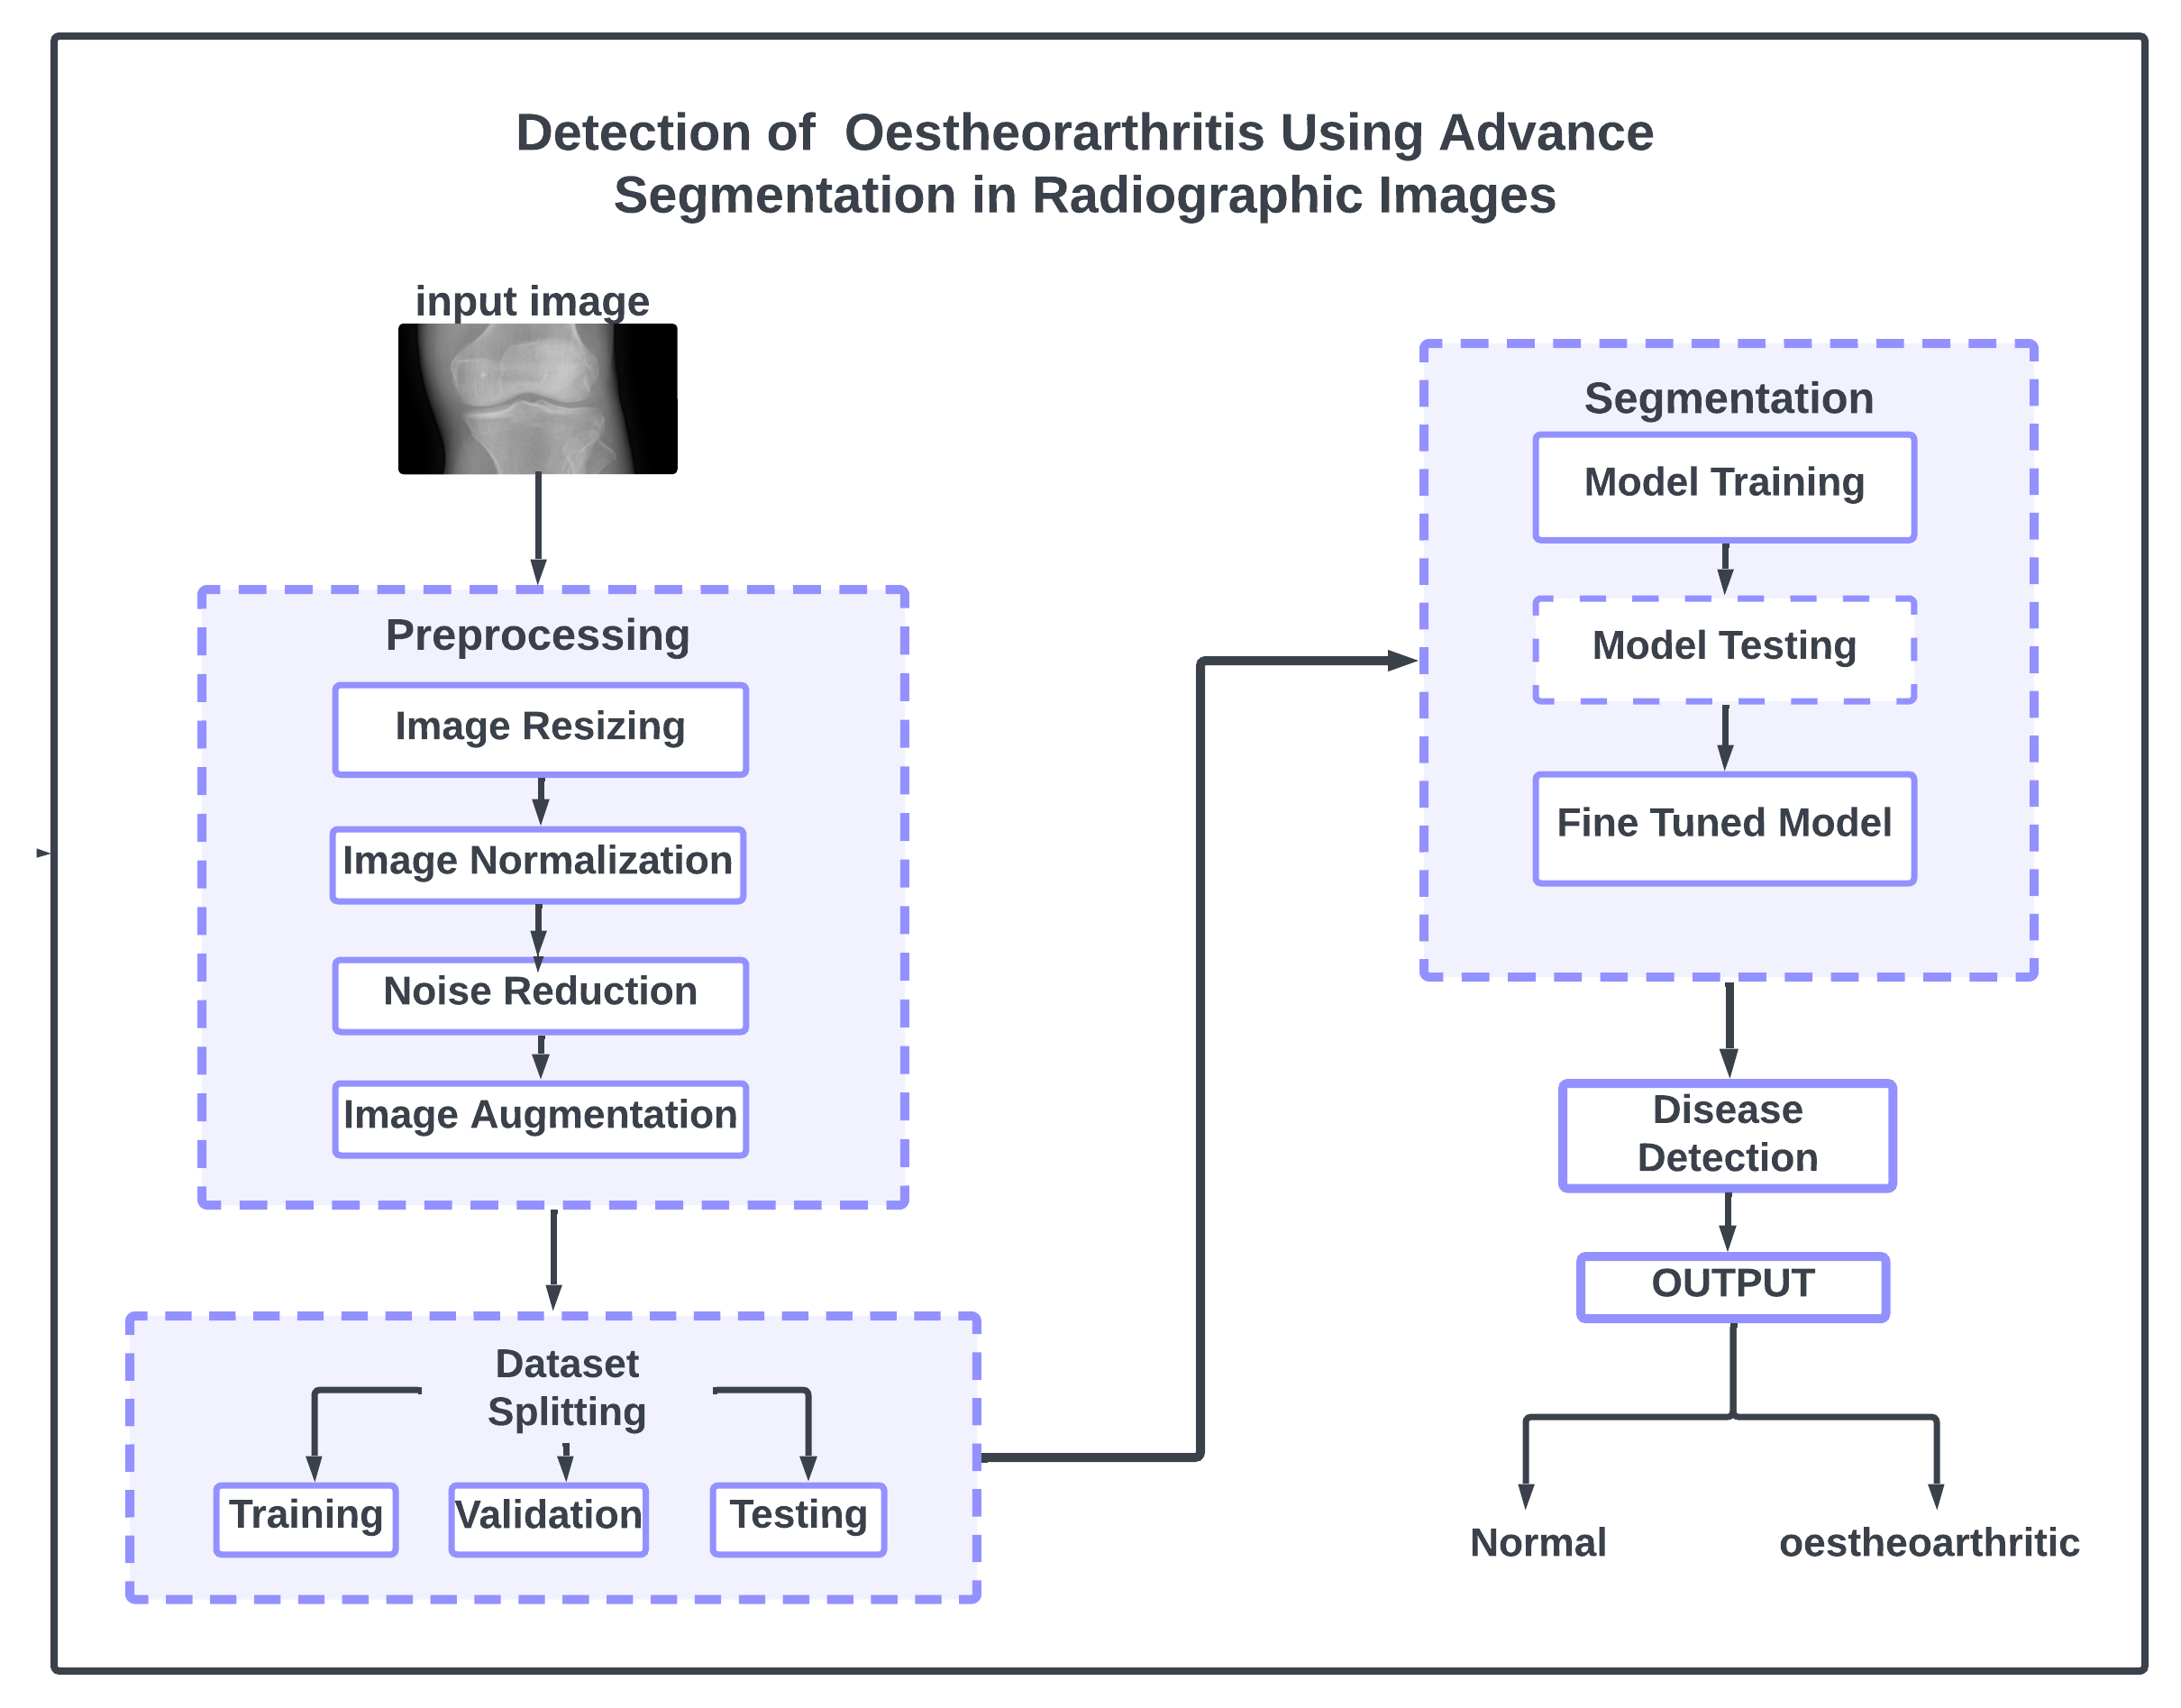 Detection of Oestheorarthritis Using Advance
Segmentation in Radiographic Images
input image
Preprocessing
Image Resizing
Image Normalization
Noise Reduction
Image Augmentation
Dataset
Splitting
Training
Validation
Testing
Segmentation
Model Training
Model Testing
Fine Tuned Model
Disease
Detection
OUTPUT
Normal
oestheoarthritic